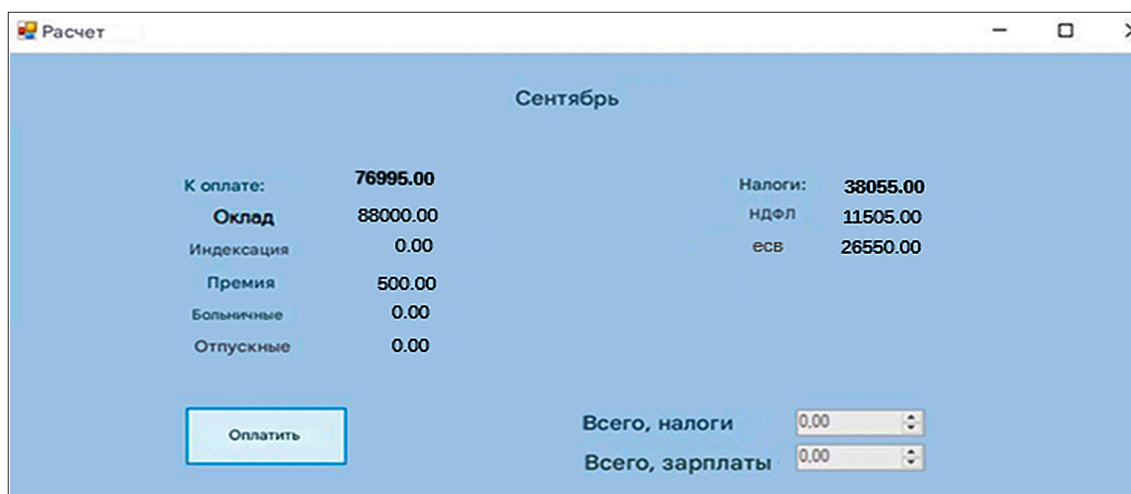 Расчет
Сентябрь
К оплате: 76995.00
Оклад 88000.00
Индексация 0.00
Премия 500.00
Больничные 0.00
Отпускные 0.00
Налоги: 38055.00
НДФЛ 11505.00
есв 26550.00
Оплатить
Всего, налоги 0,00
Всего, зарплаты 0,00